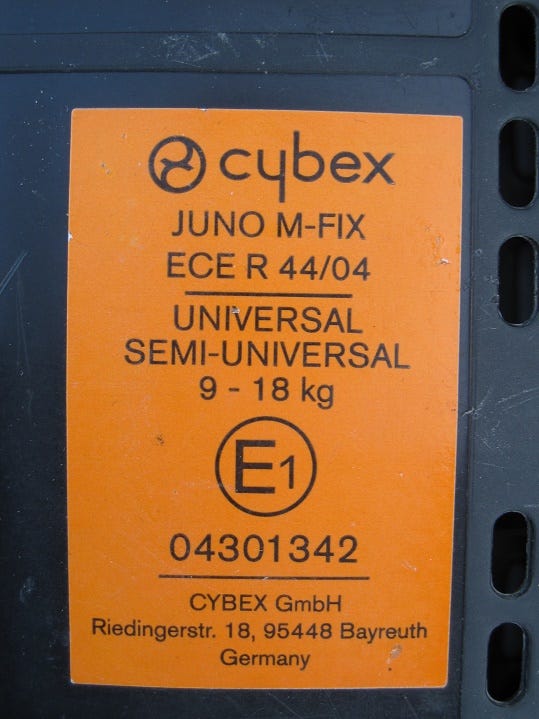 cybex
JUNO M-FIX
ECE R 44/04
UNIVERSAL
SEMI-UNIVERSAL
9 - 18 kg
E1
04301342
CYBEX GmbH
Riedingerstr. 18, 95448 Bayreuth
Germany